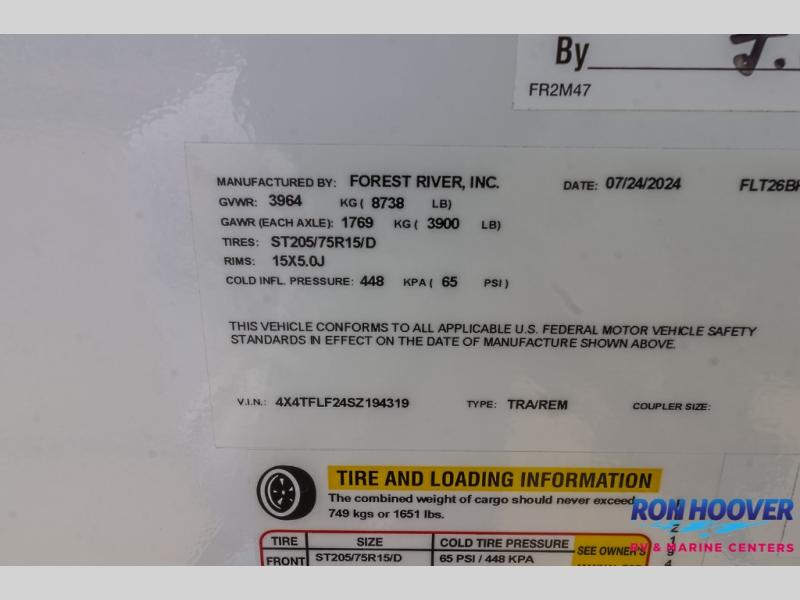 By
FR2M47
MANUFACTURED BY: FOREST RIVER, INC. DATE: 07/24/2024
GVWR: 3964 KG ( 8738 LB)
GAWR (EACH AXLE): 1769 KG ( 3900 LB)
TIRES: ST205/75R15/D
RIMS: 15X5.0J
COLD INFL. PRESSURE: 448 KPA ( 65 PSI )
THIS VEHICLE CONFORMS TO ALL APPLICABLE U.S. FEDERAL MOTOR VEHICLE SAFETY
STANDARDS IN EFFECT ON THE DATE OF MANUFACTURE SHOWN ABOVE.
V.I.N.: 4X4TFLF24SZ194319 TYPE: TRA/REM COUPLER SIZE:
TIRE AND LOADING INFORMATION
The combined weight of cargo should never exceed
749 kgs or 1651 lbs.
TIRE SIZE COLD TIRE PRESSURE SEE OWNER'S
FRONT ST205/75R15/D 65 PSI / 448 KPA
RON HOOVER
RV & MARINE CENTERS